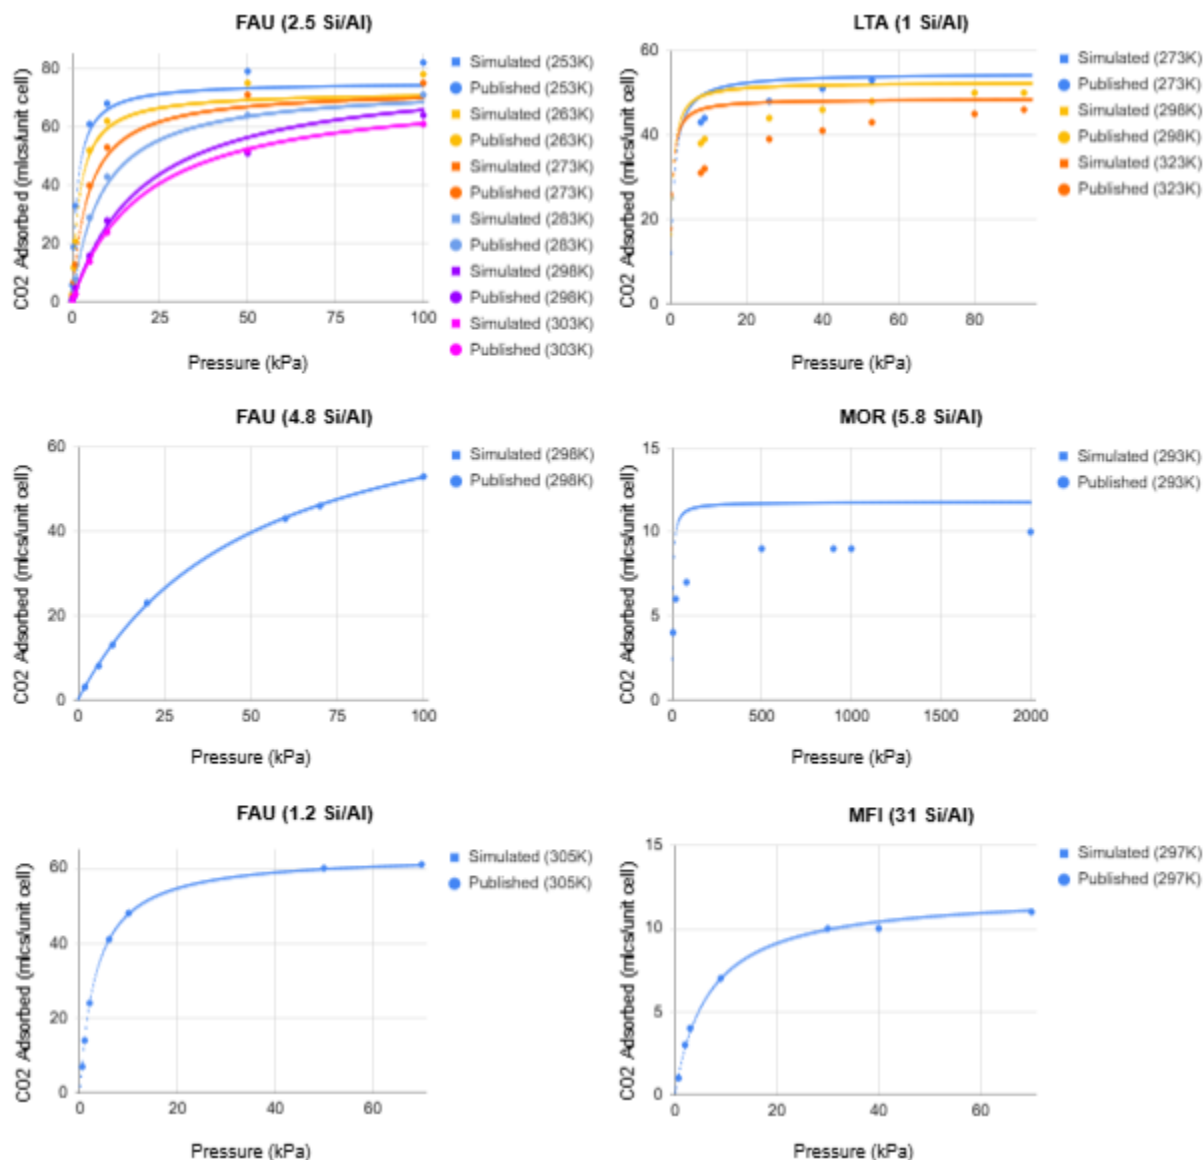 FAU (2.5 Si/Al)
CO2 Adsorbed (mlcs/unit cell)
80
60
40
20
0
0 25 50 75 100
Pressure (kPa)
Simulated (253K)
Published (253K)
Simulated (263K)
Published (263K)
Simulated (273K)
Published (273K)
Simulated (283K)
Published (283K)
Simulated (298K)
Published (298K)
Simulated (303K)
Published (303K)
LTA (1 Si/Al)
CO2 Adsorbed (mlcs/unit cell)
60
40
20
0
0 20 40 60 80
Pressure (kPa)
Simulated (273K)
Published (273K)
Simulated (298K)
Published (298K)
Simulated (323K)
Published (323K)
FAU (4.8 Si/Al)
CO2 Adsorbed (mlcs/unit cell)
60
40
20
0
0 25 50 75 100
Pressure (kPa)
Simulated (298K)
Published (298K)
MOR (5.8 Si/Al)
CO2 Adsorbed (mlcs/unit cell)
15
10
5
0
0 500 1000 1500 2000
Pressure (kPa)
Simulated (293K)
Published (293K)
FAU (1.2 Si/Al)
CO2 Adsorbed (mlcs/unit cell)
60
40
20
0
0 20 40 60
Pressure (kPa)
Simulated (305K)
Published (305K)
MFI (31 Si/Al)
CO2 Adsorbed (mlcs/unit cell)
15
10
5
0
0 20 40 60
Pressure (kPa)
Simulated (297K)
Published (297K)